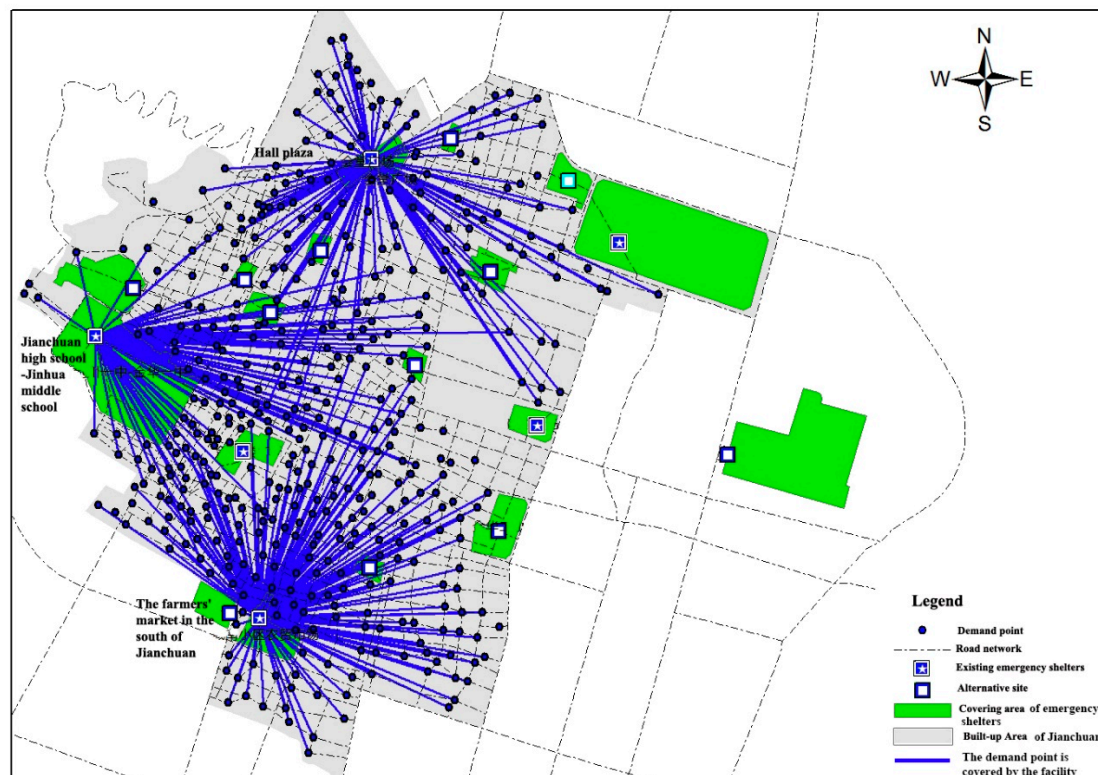 N
W
E
S
Hall plaza
Jianchuan
high school
-Jinhua
middle
school
The farmers'
market in the
south of
Jianchuan
Legend
Demand point
Road network
Existing emergency shelters
Alternative site
Covering area of emergency
shelters
Built-up Area of Jianchuan
The demand point is
covered by the facility